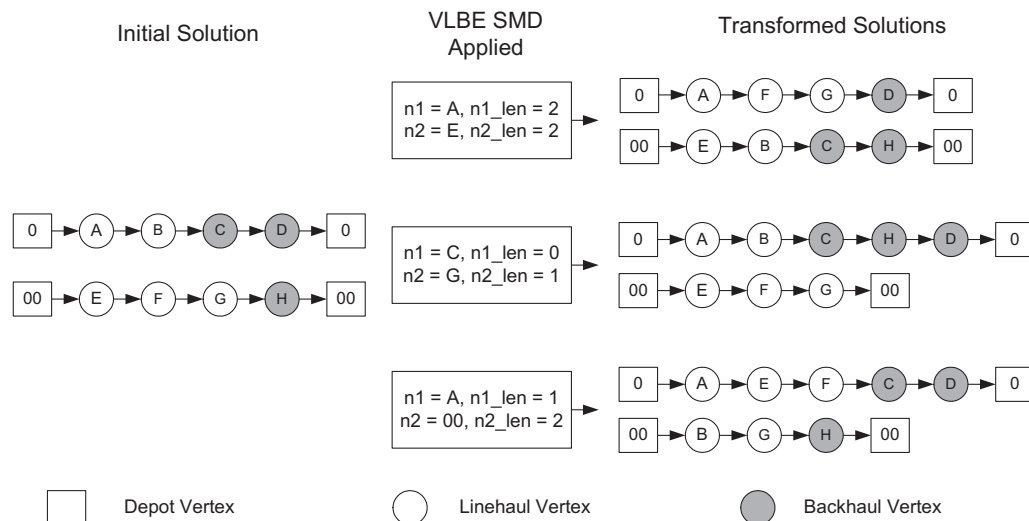 Initial Solution
VLBE SMD
Applied
Transformed Solutions
n1 = A, n1_len = 2
n2 = E, n2_len = 2
0 A F G D 0
00 E B C H 00
0 A B C D 0
00 E F G H 00
n1 = C, n1_len = 0
n2 = G, n2_len = 1
0 A B C H D 0
00 E F G 00
n1 = A, n1_len = 1
n2 = 00, n2_len = 2
0 A E F C D 0
00 B G H 00
Depot Vertex
Linehaul Vertex
Backhaul Vertex